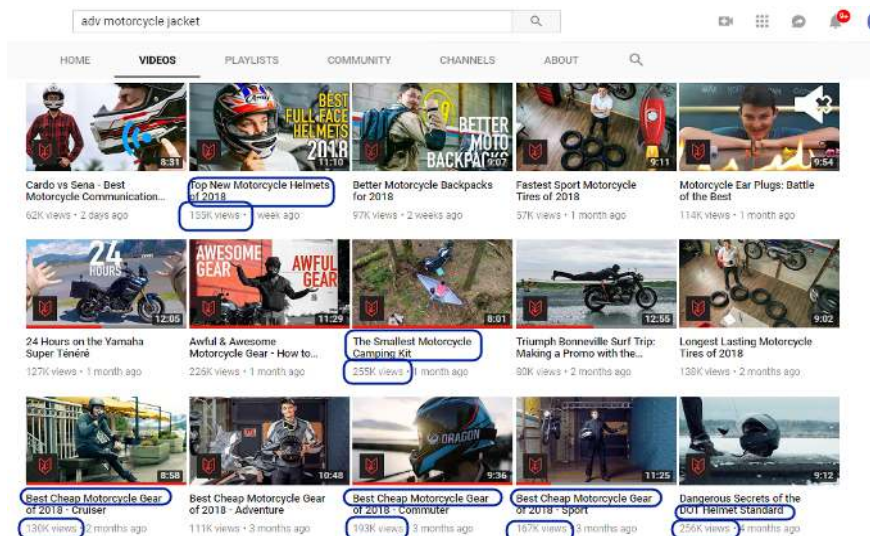 adv motorcycle jacket
9+
HOME VIDEOS PLAYLISTS COMMUNITY CHANNELS ABOUT
8:31
BEST
FULL FACE
HELMETS
2018
11:10
BETTER
MOTO
BACKPACKS
9:07
9:11
9:54
Cardo vs Sena - Best
Motorcycle Communication...
62K views • 2 days ago
Top New Motorcycle Helmets
of 2018
155K views • 1 week ago
Better Motorcycle Backpacks
for 2018
97K views • 2 weeks ago
Fastest Sport Motorcycle
Tires of 2018
57K views • 1 month ago
Motorcycle Ear Plugs: Battle
of the Best
114K views • 1 month ago
24
HOURS
12:05
AWESOME
GEAR
AWFUL
GEAR
11:29
8:01
12:55
9:02
24 Hours on the Yamaha
Super Ténéré
127K views • 1 month ago
Awful & Awesome
Motorcycle Gear - How to...
226K views • 1 month ago
The Smallest Motorcycle
Camping Kit
255K views • 1 month ago
Triumph Bonneville Surf Trip:
Making a Promo with the...
80K views • 2 months ago
Longest Lasting Motorcycle
Tires of 2018
138K views • 2 months ago
8:58
10:48
DRAGON
9:36
11:25
9:12
Best Cheap Motorcycle Gear
of 2018 - Cruiser
130K views • 2 months ago
Best Cheap Motorcycle Gear
of 2018 - Adventure
111K views • 3 months ago
Best Cheap Motorcycle Gear
of 2018 - Commuter
193K views • 3 months ago
Best Cheap Motorcycle Gear
of 2018 - Sport
167K views • 3 months ago
Dangerous Secrets of the
DOT Helmet Standard
256K views • 4 months ago